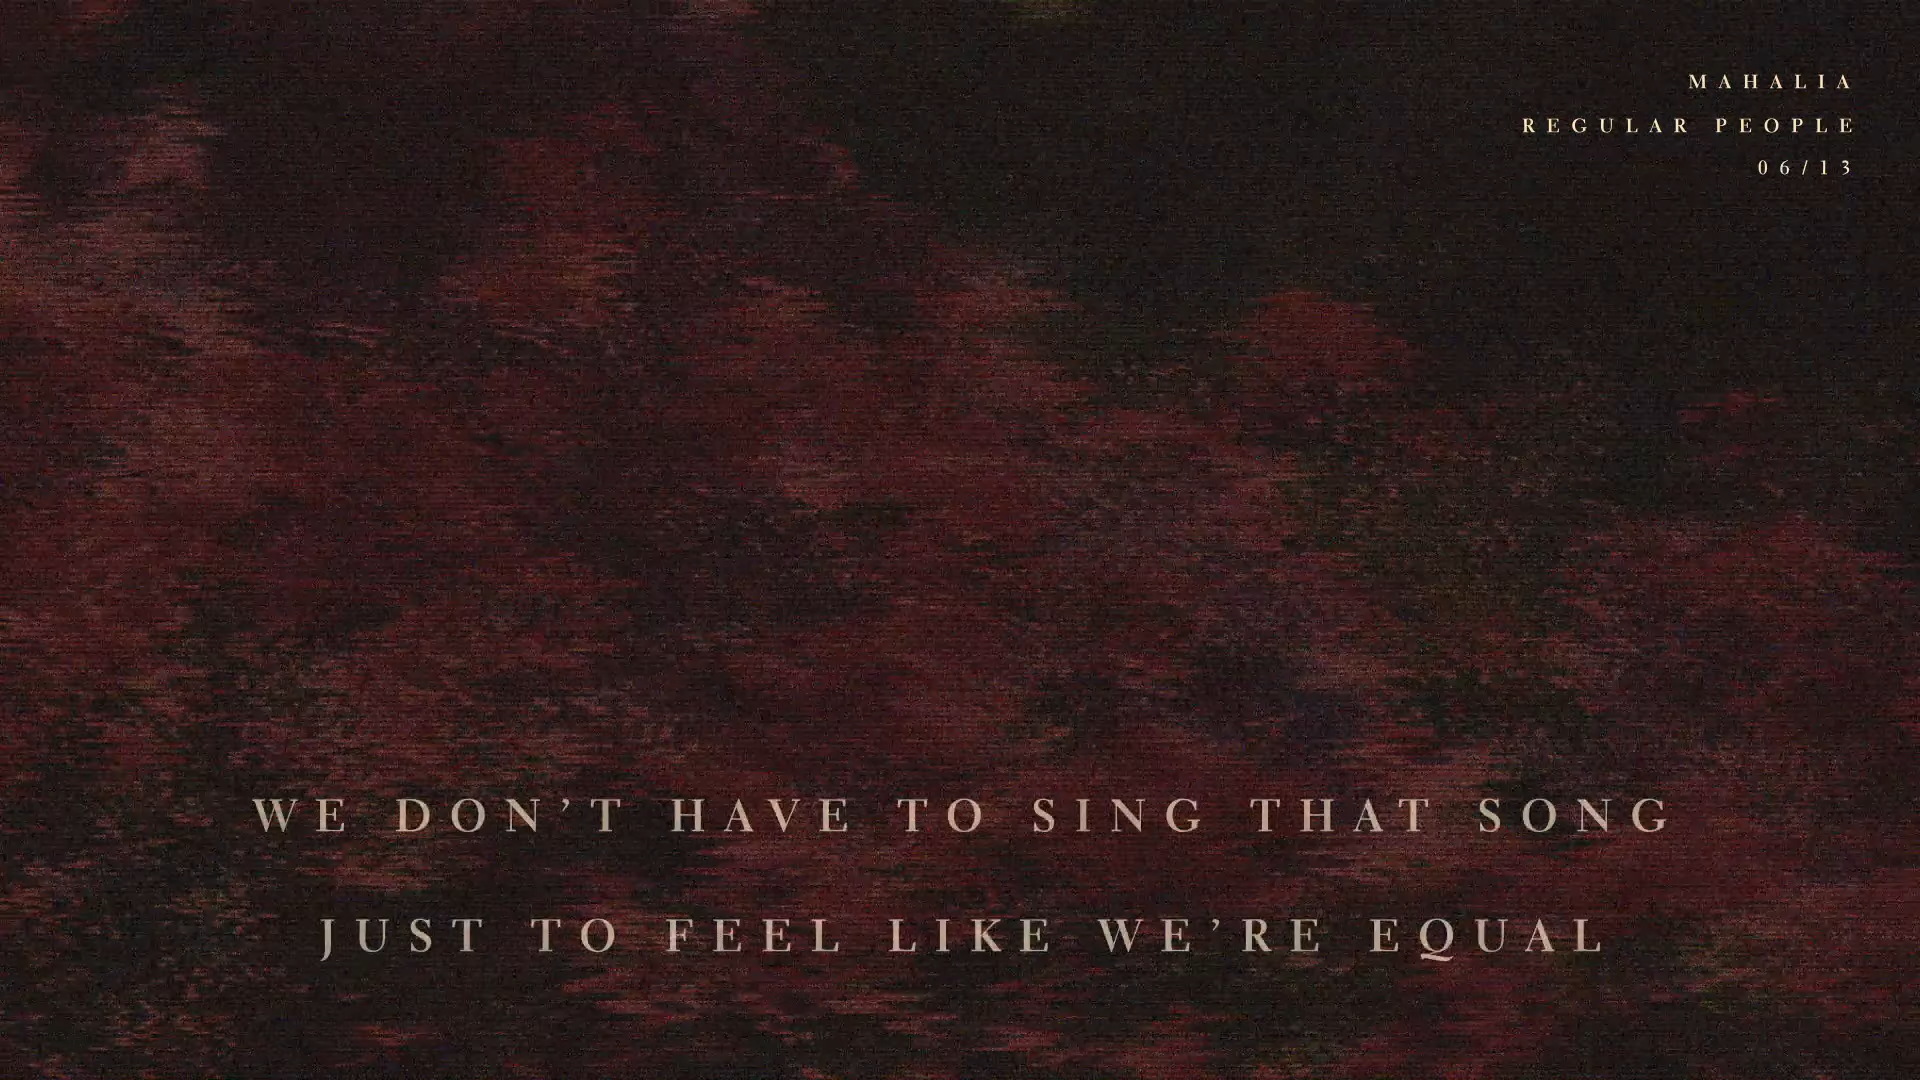 MAHALIA
REGULAR PEOPLE
06/13
WE DON’T HAVE TO SING THAT SONG
JUST TO FEEL LIKE WE’RE EQUAL